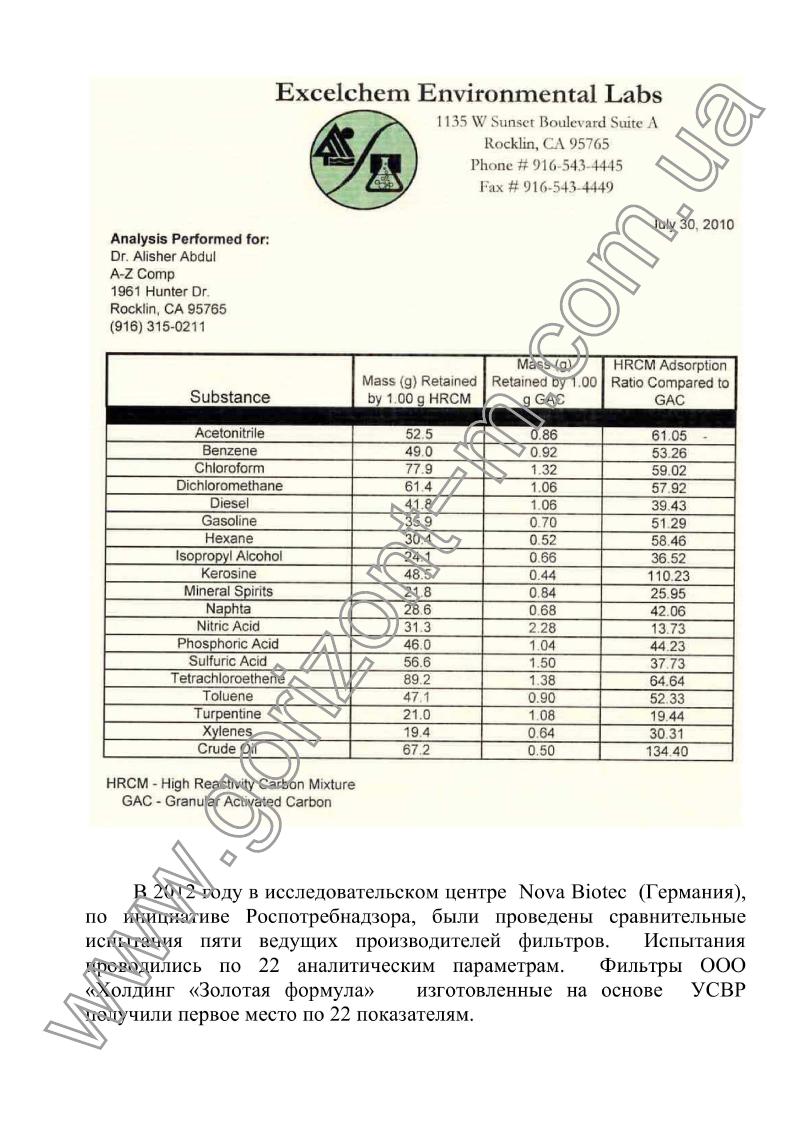 Excelchem Environmental Labs
1135 W Sunset Boulevard Suite A
Rocklin, CA 95765
Phone # 916-543-4445
Fax # 916-543-4449
July 30, 2010
Analysis Performed for:
Dr. Alisher Abdul
A-Z Comp
1961 Hunter Dr.
Rocklin, CA 95765
(916) 315-0211
Substance | Mass (g) Retained by 1.00 g HRCM | Mass (g) Retained by 1.00 g GAC | HRCM Adsorption Ratio Compared to GAC
Acetonitrile 52.5 0.86 61.05 -
Benzene 49.0 0.92 53.26
Chloroform 77.9 1.32 59.02
Dichloromethane 61.4 1.06 57.92
Diesel 41.8 1.06 39.43
Gasoline 35.9 0.70 51.29
Hexane 30.4 0.52 58.46
Isopropyl Alcohol 24.1 0.66 36.52
Kerosine 48.5 0.44 110.23
Mineral Spirits 21.8 0.84 25.95
Naphta 28.6 0.68 42.06
Nitric Acid 31.3 2.28 13.73
Phosphoric Acid 46.0 1.04 44.23
Sulfuric Acid 56.6 1.50 37.73
Tetrachloroethene 89.2 1.38 64.64
Toluene 47.1 0.90 52.33
Turpentine 21.0 1.08 19.44
Xylenes 19.4 0.64 30.31
Crude Oil 67.2 0.50 134.40
HRCM - High Reactivity Carbon Mixture
GAC - Granular Activated Carbon
В 2012 году в исследовательском центре Nova Biotec (Германия),
по инициативе Роспотребнадзора, были проведены сравнительные
испытания пяти ведущих производителей фильтров. Испытания
проводились по 22 аналитическим параметрам. Фильтры ООО
«Холдинг «Золотая формула» изготовленные на основе УСВР
получили первое место по 22 показателям.
www.gorizont-m.com.ua